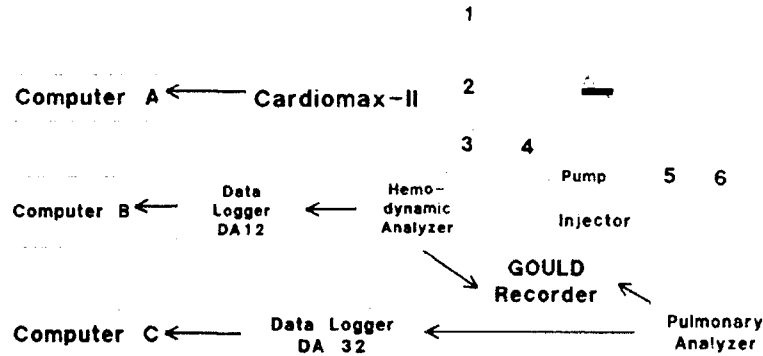 1
Computer A
Cardiomax-II
2
3
4
Pump
5
6
Computer B
Data
Logger
DA12
Hemo-
dynamic
Analyzer
Injector
GOULD
Recorder
Computer C
Data Logger
DA 32
Pulmonary
Analyzer